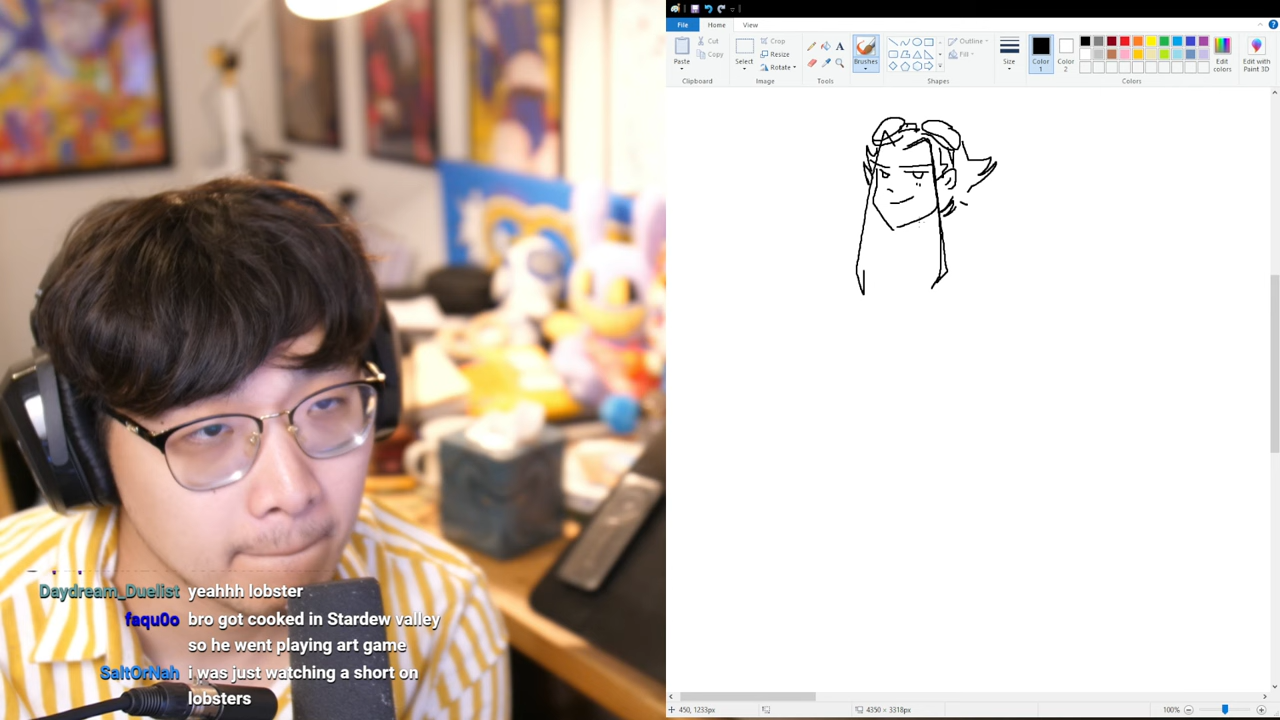 File
Home
View
Cut
Copy
Paste
Clipboard
Crop
Resize
Rotate
Select
Image
A
Tools
Brushes
Outline
Fill
Shapes
Size
Color
1
Color
2
Edit
colors
Colors
Edit with
Paint 3D
Daydream_Duelist yeahhh lobster
faqu0o bro got cooked in Stardew valley
so he went playing art game
SaltOrNah i was just watching a short on
lobsters
450, 1233px
4350 × 3318px
100%